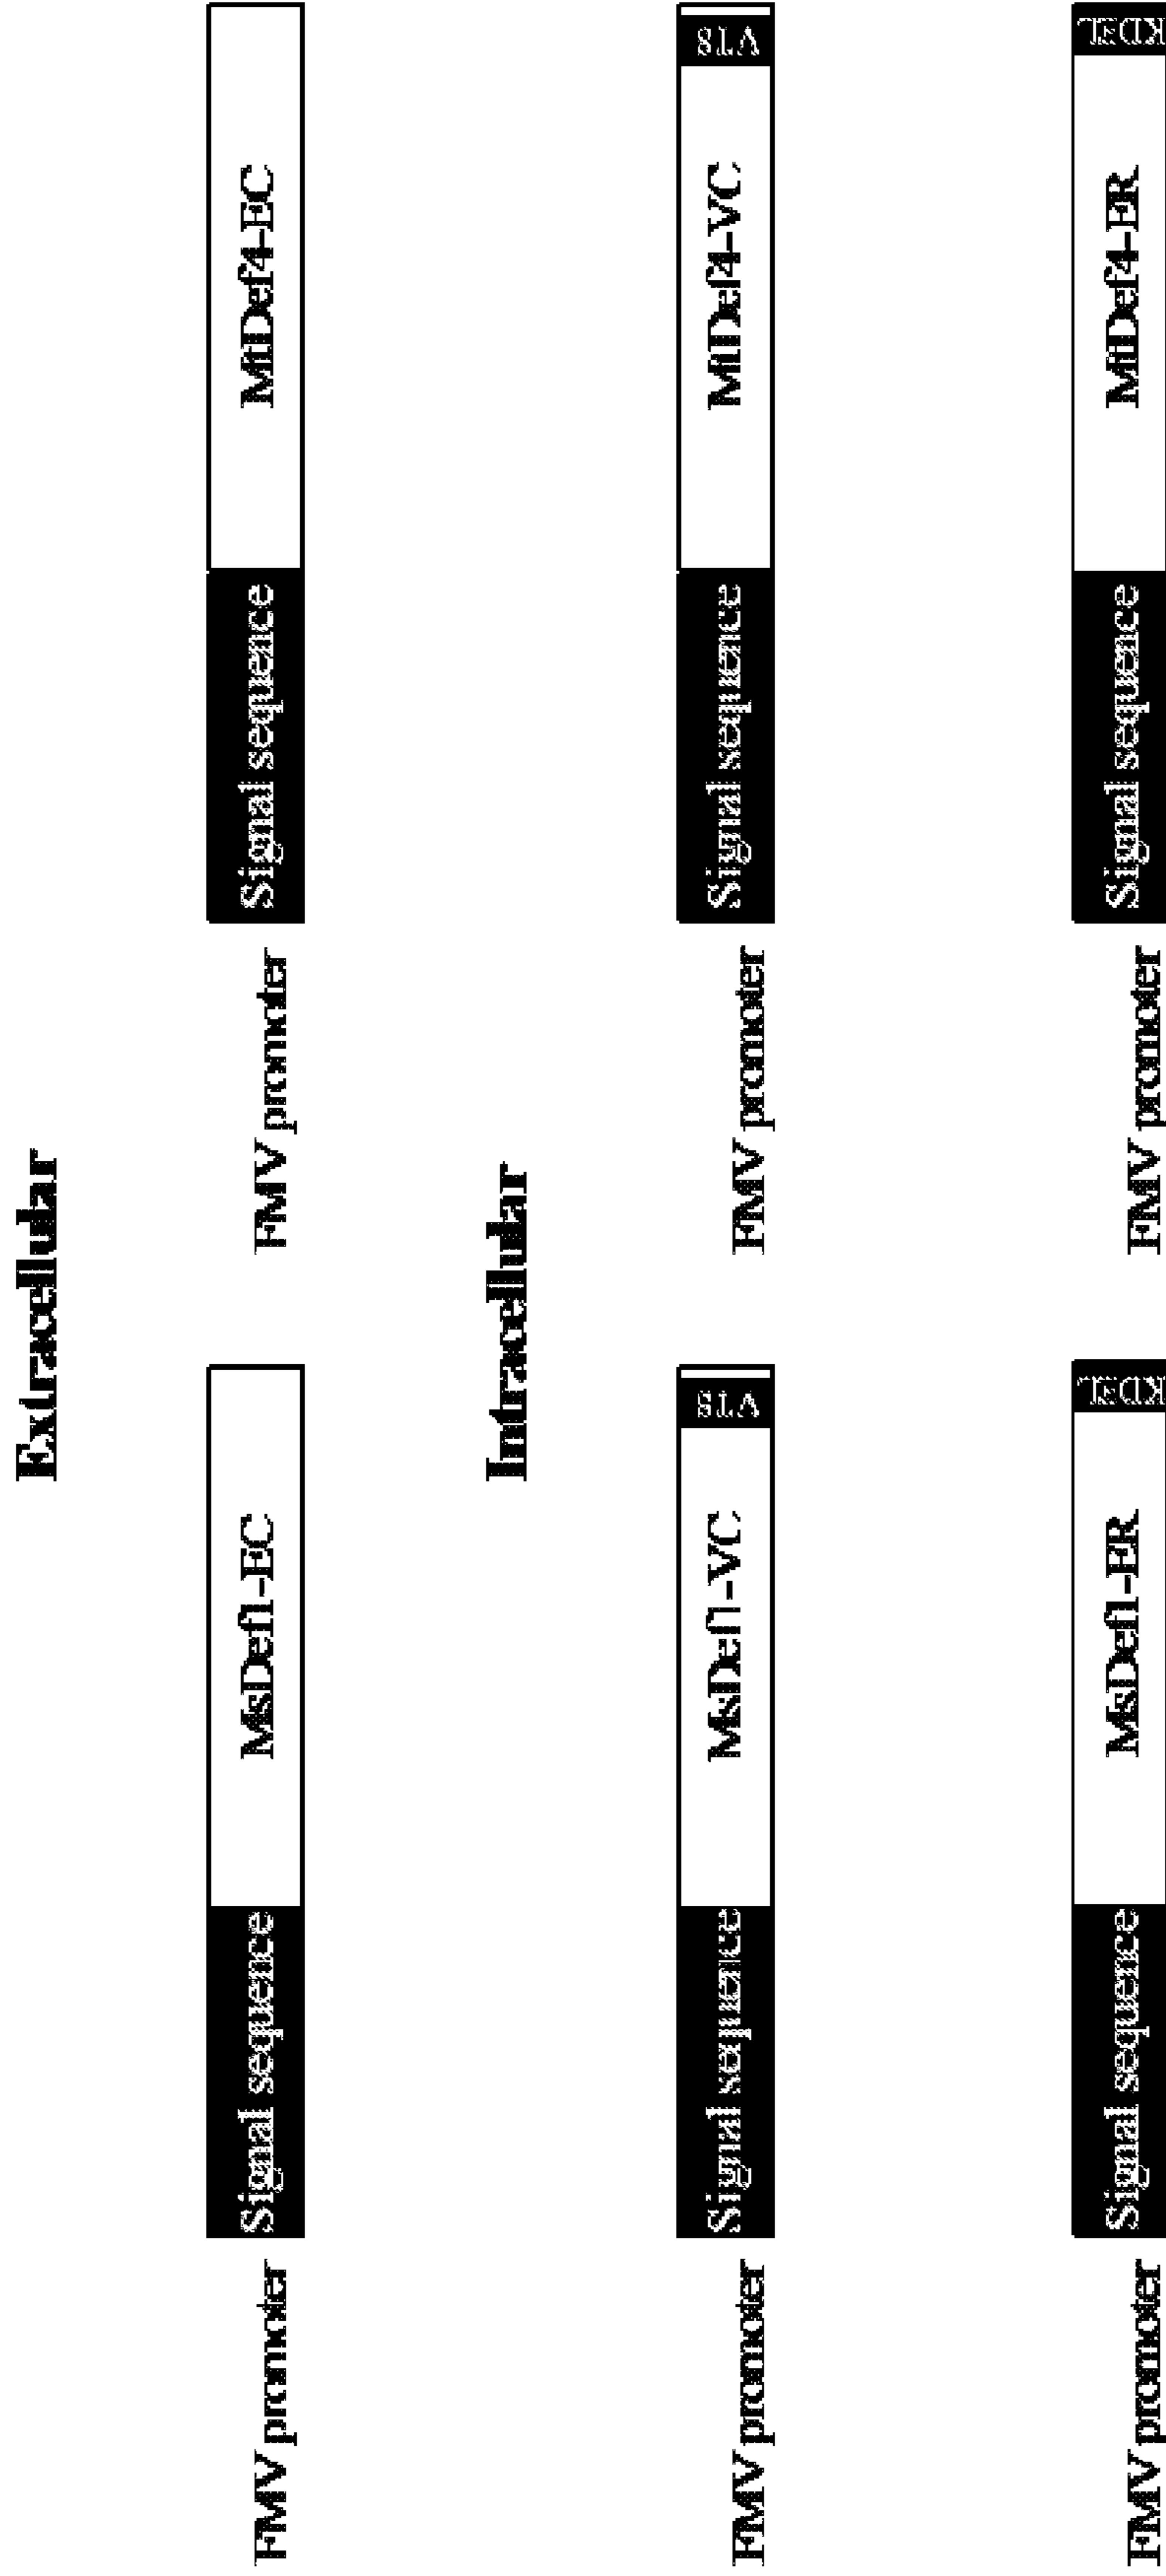 Extracellular
FMV promoter Signal sequence MsDef1-EC FMV promoter Signal sequence MtDef4-EC
Intracellular
FMV promoter Signal sequence MsDef1-VC VTS FMV promoter Signal sequence MtDef4-VC VTS
FMV promoter Signal sequence MsDef1-ER KDEL FMV promoter Signal sequence MtDef4-ER KDEL